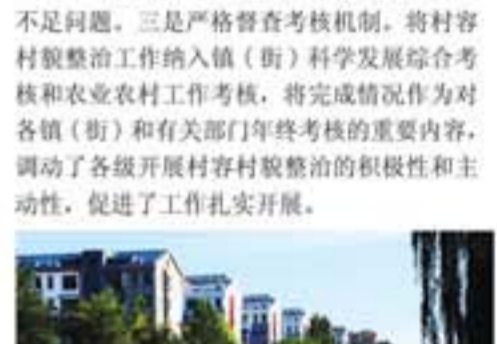 不足问题。三是严格督查考核机制。将村容
村貌整治工作纳入镇（街）科学发展综合考
核和农业农村工作考核，将完成情况作为对
各镇（街）和有关部门年终考核的重要内容，
调动了各级开展村容村貌整治的积极性和主
动性，促进了工作扎实开展。